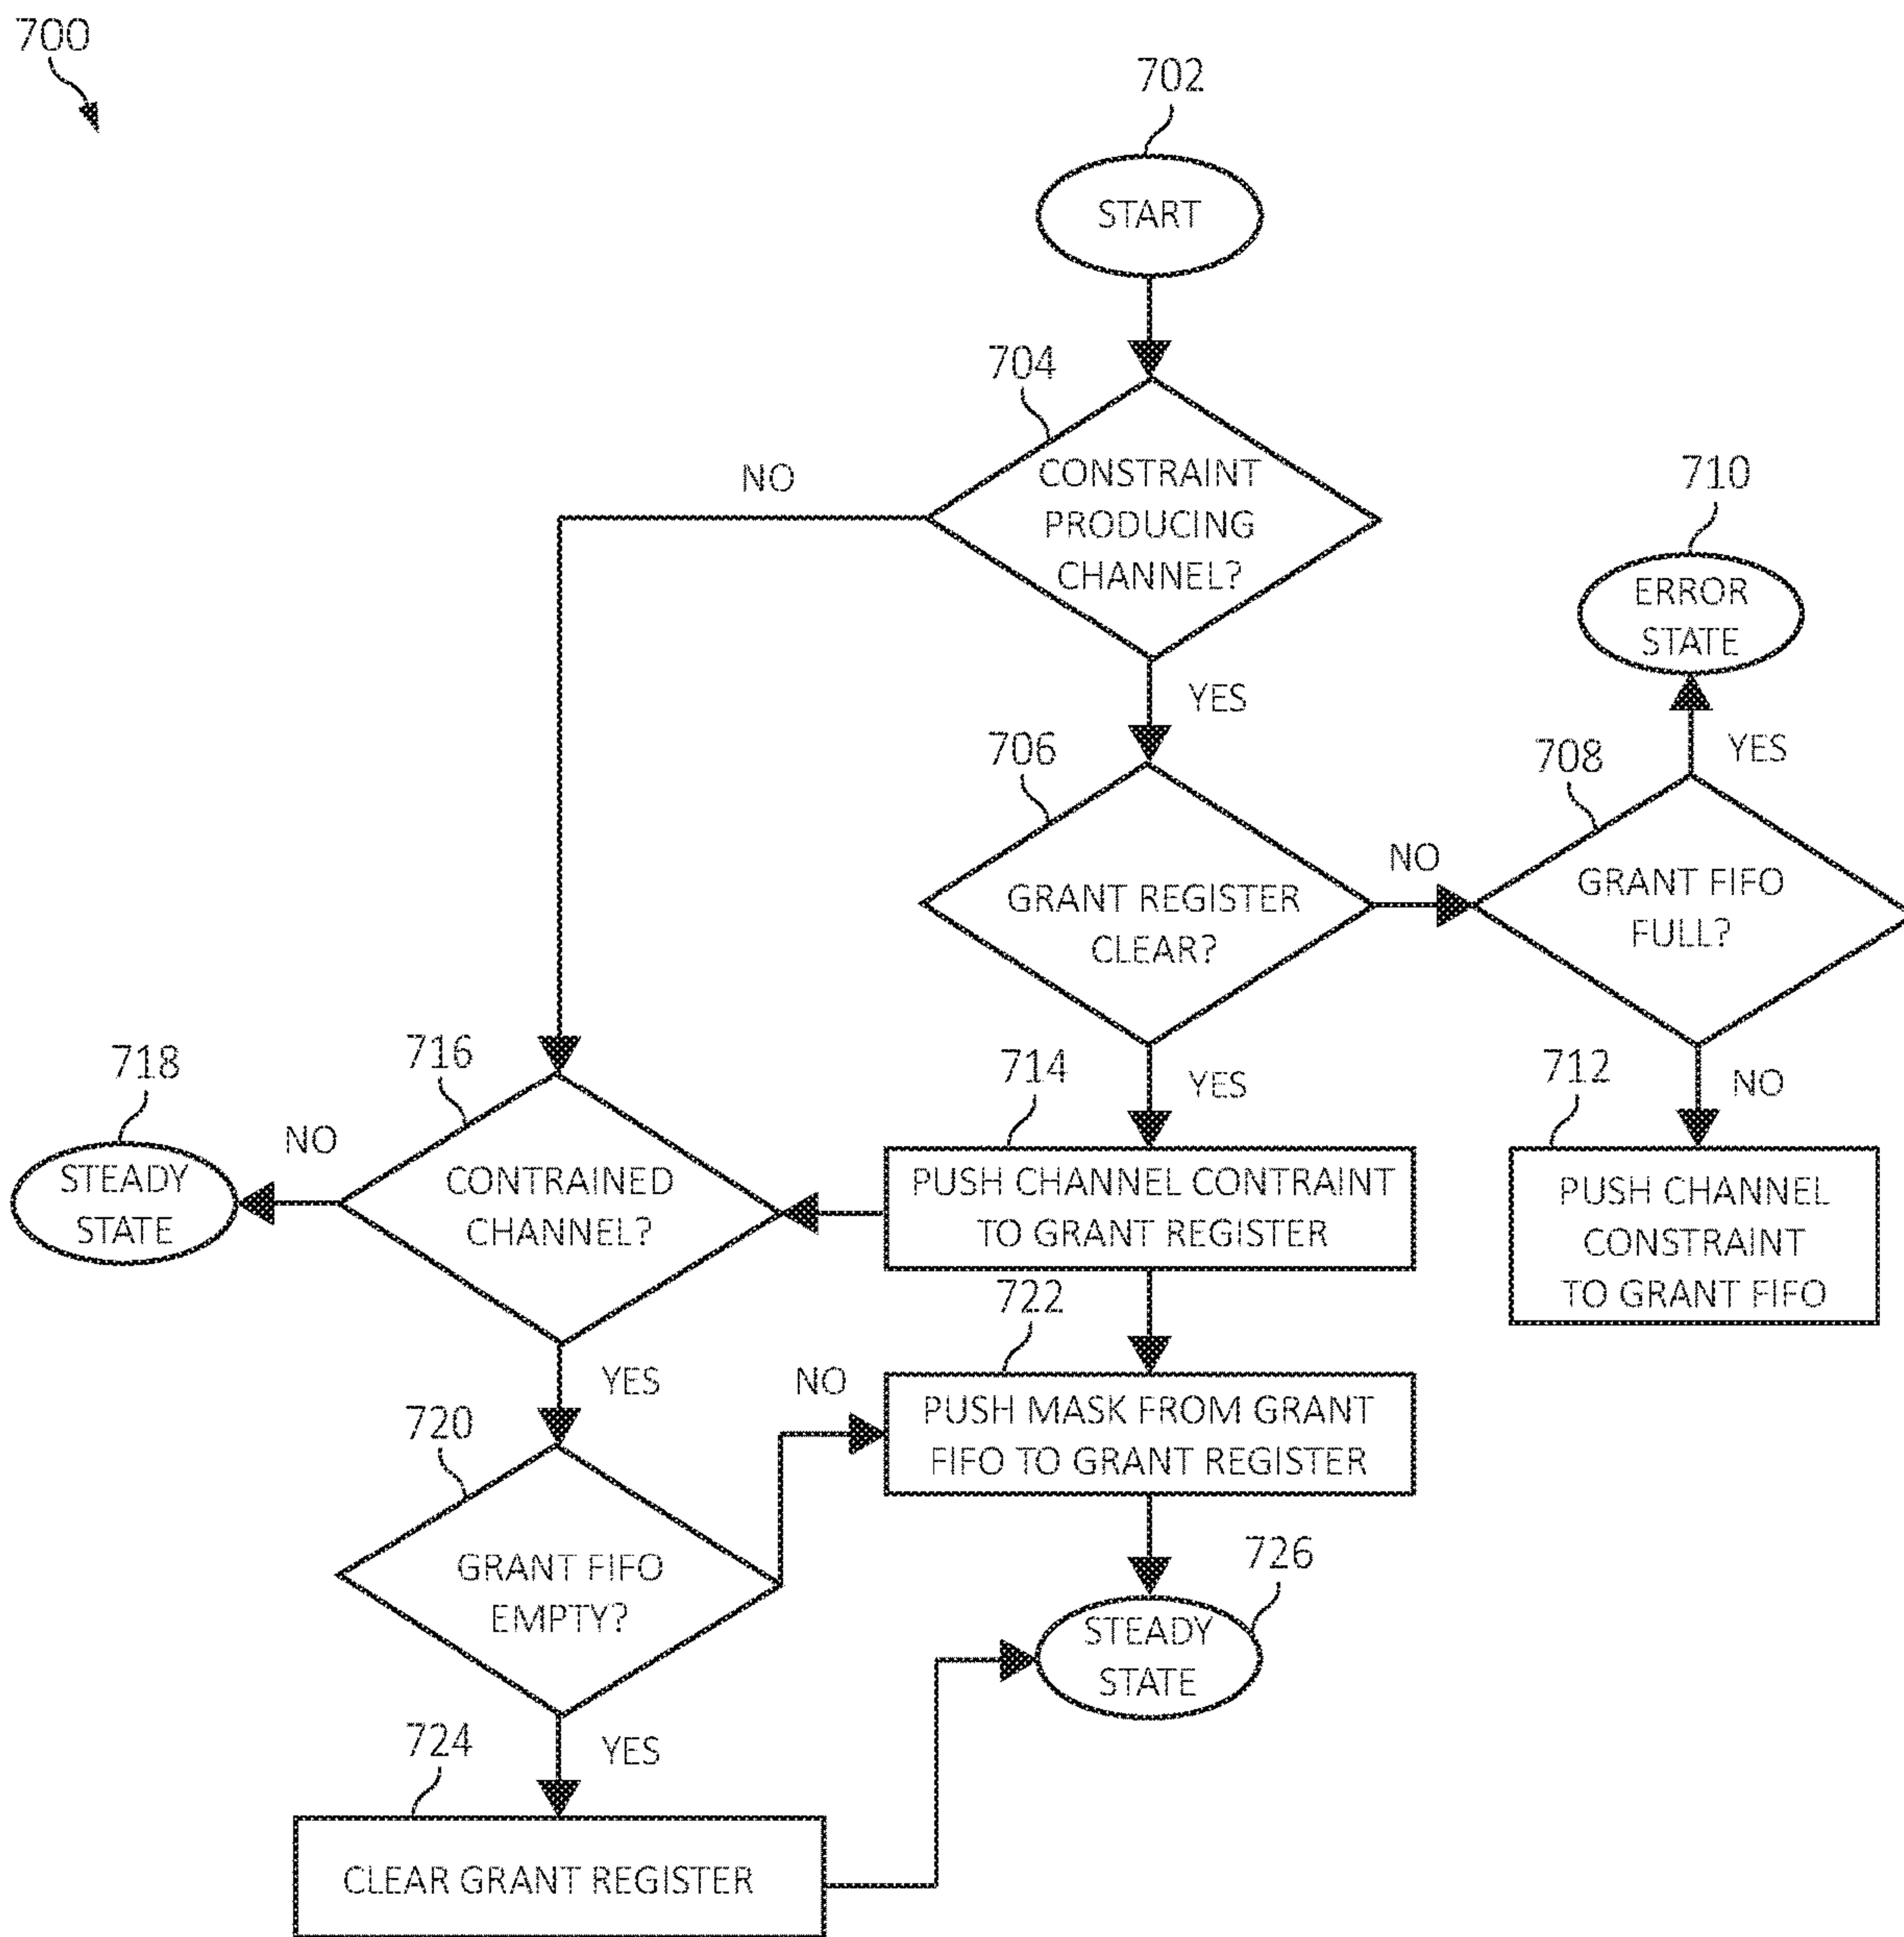 700
702
START
704
NO
CONSTRAINT
PRODUCING
CHANNEL?
710
ERROR
STATE
YES
706
708
YES
NO
GRANT REGISTER
CLEAR?
GRANT FIFO
FULL?
718
716
714
YES
712
NO
NO
STEADY
STATE
CONTRAINED
CHANNEL?
PUSH CHANNEL CONTRAINT
TO GRANT REGISTER
PUSH CHANNEL
CONSTRAINT
TO GRANT FIFO
722
YES
NO
720
PUSH MASK FROM GRANT
FIFO TO GRANT REGISTER
726
GRANT FIFO
EMPTY?
STEADY
STATE
724
YES
CLEAR GRANT REGISTER